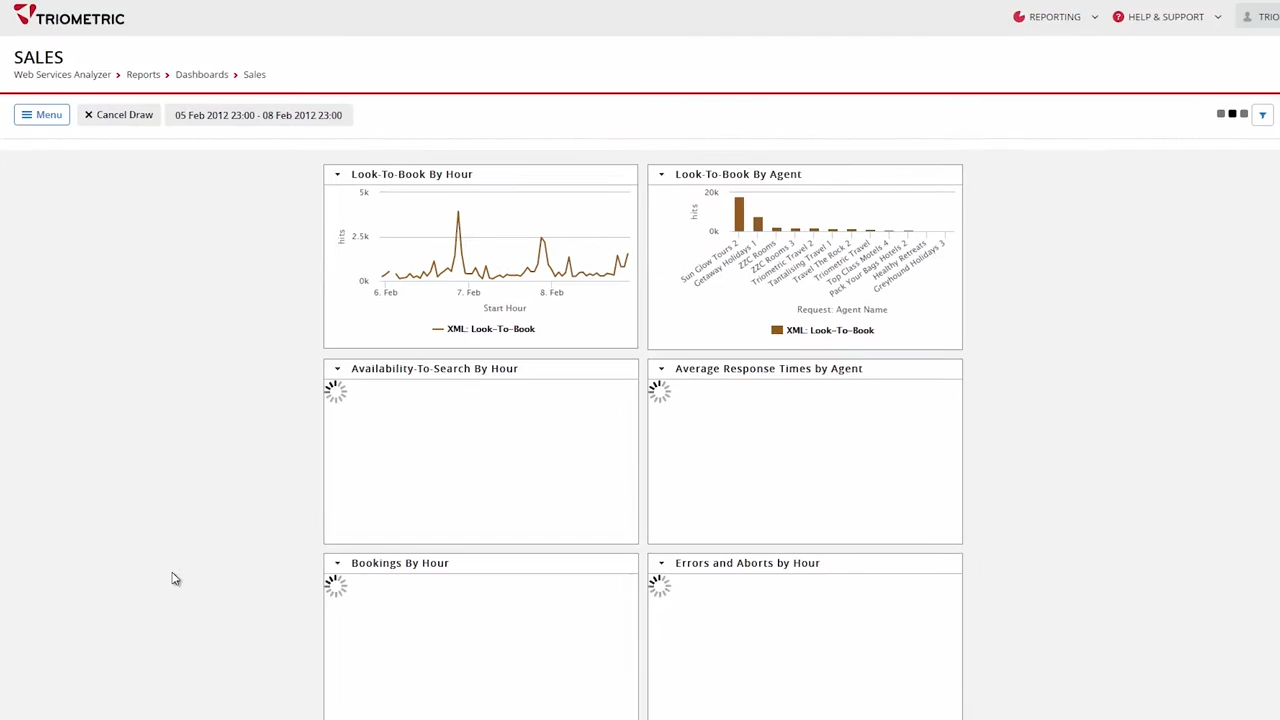 TRIOMETRIC
REPORTING
HELP & SUPPORT
TRIO
SALES
Web Services Analyzer
Reports
Dashboards
Sales
Menu
Cancel Draw
05 Feb 2012 23:00 - 08 Feb 2012 23:00
Look-To-Book By Hour
5k
2.5k
0k
hits
6. Feb
7. Feb
8. Feb
Start Hour
XML: Look-To-Book
Look-To-Book By Agent
20k
0k
hits
Sun Glow Tours 2
Getaway Holidays 1
ZZC Rooms
ZZC Rooms 3
Triometric Travel 2
Tantalising Travel 1
Travel The Rock 2
Triometric Travel
Top Class Motels 4
Pack Your Bags Hotels 2
Healthy Retreats
Greyhound Holidays 3
Request: Agent Name
XML: Look-To-Book
Availability-To-Search By Hour
Average Response Times by Agent
Bookings By Hour
Errors and Aborts by Hour